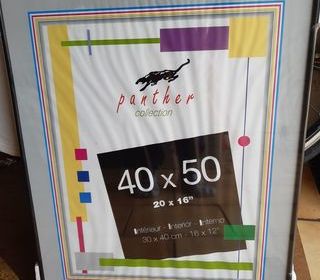 panther
collection
40 x 50
20 x 16"
Intérieur - Interior - Interno
30 x 40 cm - 16 x 12"